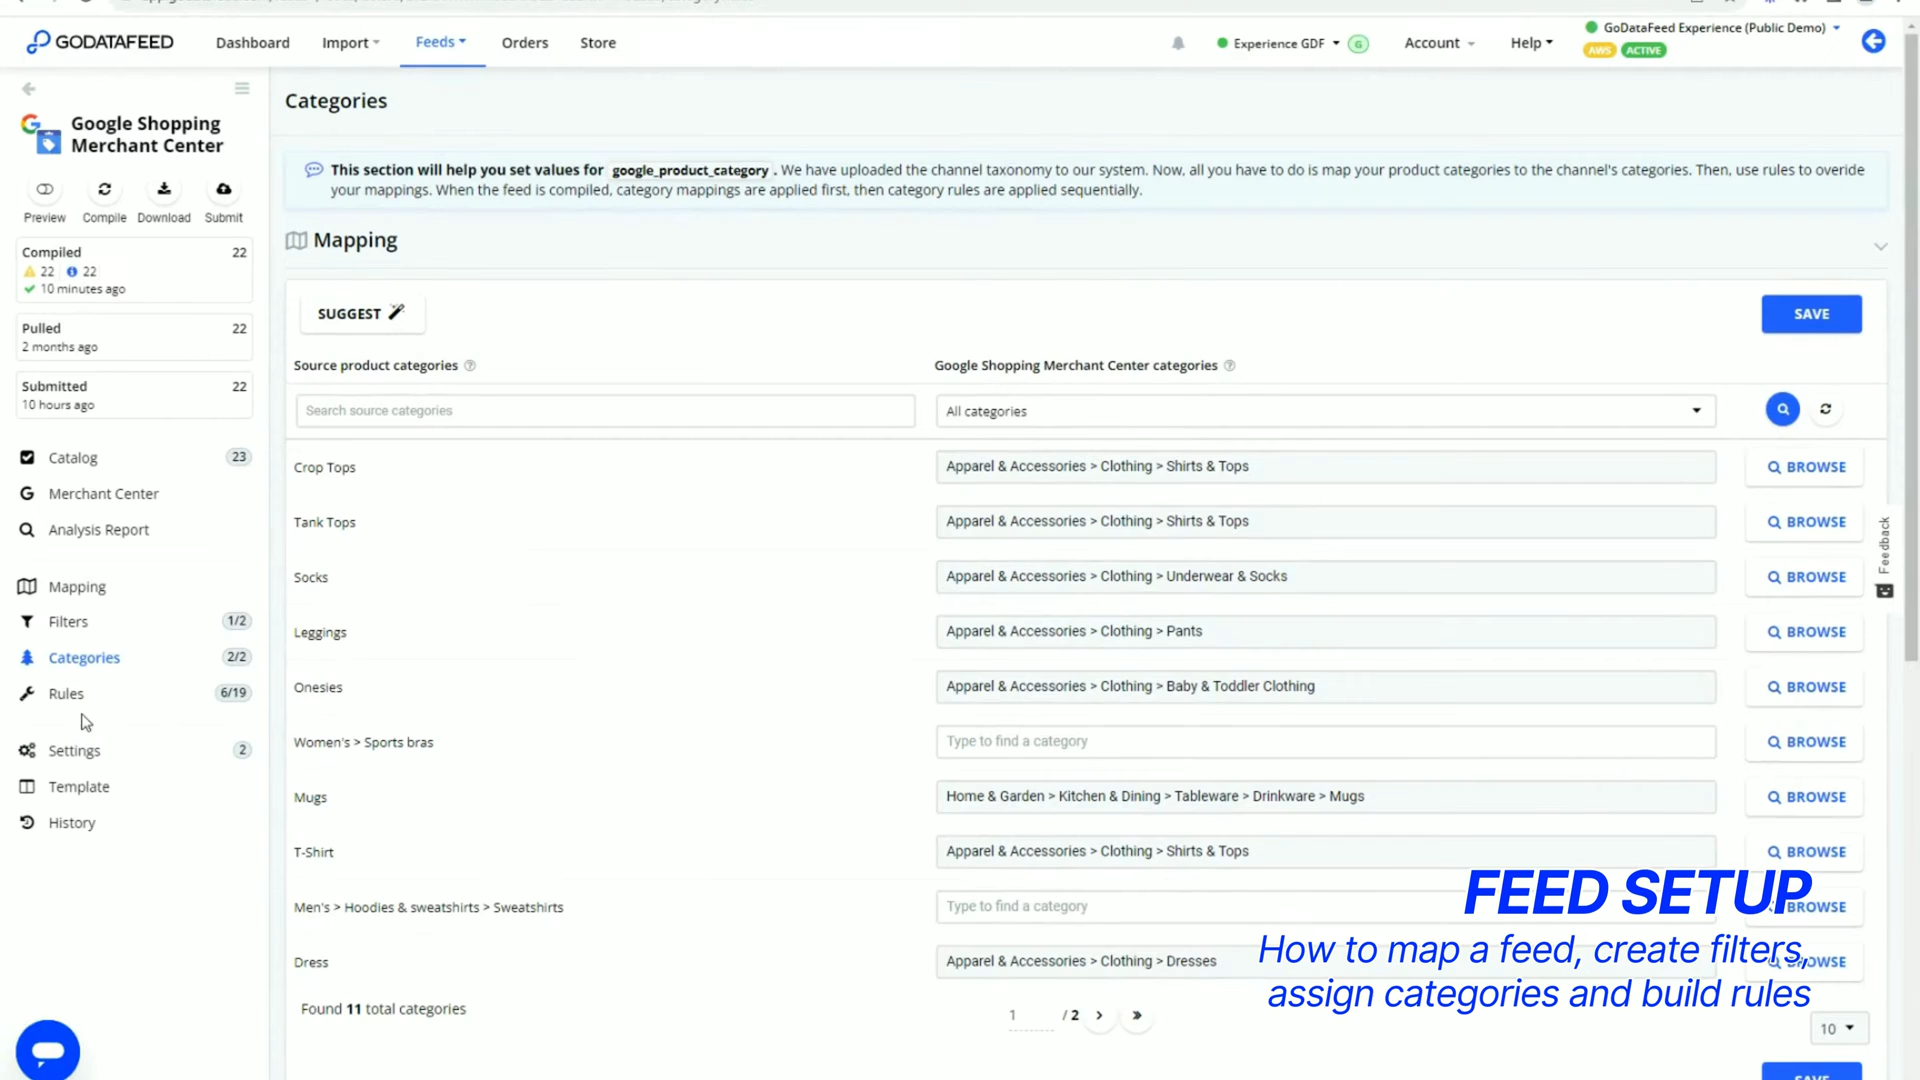 GODATAFEED
Dashboard
Import
Feeds
Orders
Store
Experience GDF
G
Account
Help
GoDataFeed Experience (Public Demo)
AWS
ACTIVE
Google Shopping
Merchant Center
Preview
Compile
Download
Submit
Compiled 22
22 22
10 minutes ago
Pulled 22
2 months ago
Submitted 22
10 hours ago
Catalog 23
Merchant Center
Analysis Report
Mapping
Filters 1/2
Categories 2/2
Rules 6/19
Settings 2
Template
History
Categories
This section will help you set values for google_product_category . We have uploaded the channel taxonomy to our system. Now, all you have to do is map your product categories to the channel's categories. Then, use rules to overide
your mappings. When the feed is compiled, category mappings are applied first, then category rules are applied sequentially.
Mapping
SUGGEST
SAVE
Source product categories
Google Shopping Merchant Center categories
Search source categories
All categories
Crop Tops
Apparel & Accessories > Clothing > Shirts & Tops
BROWSE
Tank Tops
Apparel & Accessories > Clothing > Shirts & Tops
BROWSE
Socks
Apparel & Accessories > Clothing > Underwear & Socks
BROWSE
Leggings
Apparel & Accessories > Clothing > Pants
BROWSE
Onesies
Apparel & Accessories > Clothing > Baby & Toddler Clothing
BROWSE
Women's > Sports bras
Type to find a category
BROWSE
Mugs
Home & Garden > Kitchen & Dining > Tableware > Drinkware > Mugs
BROWSE
T-Shirt
Apparel & Accessories > Clothing > Shirts & Tops
BROWSE
Men's > Hoodies & sweatshirts > Sweatshirts
Type to find a category
BROWSE
Dress
Apparel & Accessories > Clothing > Dresses
BROWSE
Found 11 total categories
1 / 2
10
SAVE
Feedback
FEED SETUP
How to map a feed, create filters,
assign categories and build rules